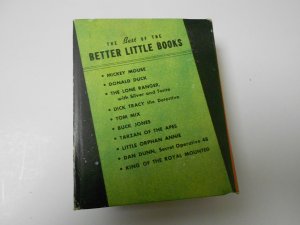 THE Best OF THE
BETTER LITTLE BOOKS
• MICKEY MOUSE
• DONALD DUCK
• THE LONE RANGER,
with Silver and Tonto
• DICK TRACY the Detective
• TOM MIX
• BUCK JONES
• TARZAN OF THE APES
• LITTLE ORPHAN ANNIE
• DAN DUNN, Secret Operative 48
• KING OF THE ROYAL MOUNTED